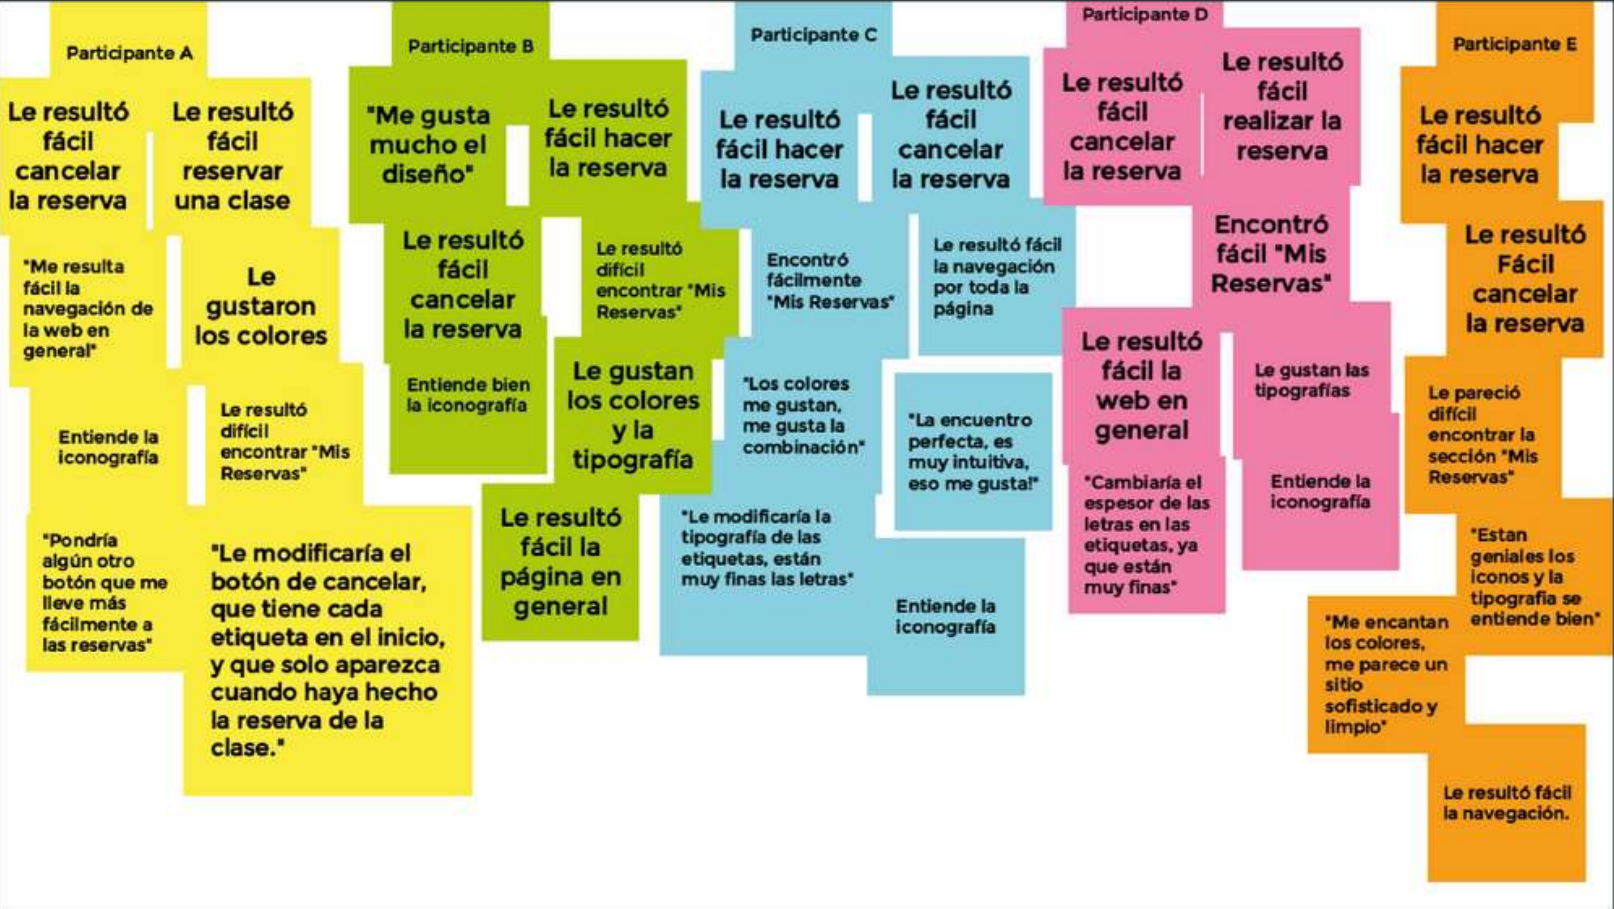 Participante A
Le resultó
fácil
cancelar
la reserva
Le resultó
fácil
reservar
una clase
"Me resulta
fácil la
navegación de
la web en
general"
Le
gustaron
los colores
Entiende la
iconografía
Le resultó
difícil
encontrar "Mis
Reservas"
"Pondría
algún otro
botón que me
lleve más
fácilmente a
las reservas"
"Le modificaría el
botón de cancelar,
que tiene cada
etiqueta en el inicio,
y que solo aparezca
cuando haya hecho
la reserva de la
clase."
Participante B
"Me gusta
mucho el
diseño"
Le resultó
fácil hacer
la reserva
Le resultó
fácil
cancelar
la reserva
Le resultó
difícil
encontrar "Mis
Reservas"
Entiende bien
la iconografía
Le gustan
los colores
y la
tipografía
Le resultó
fácil la
página en
general
Participante C
Le resultó
fácil hacer
la reserva
Le resultó
fácil
cancelar
la reserva
Encontró
fácilmente
"Mis Reservas"
Le resultó fácil
la navegación
por toda la
página
"Los colores
me gustan,
me gusta la
combinación"
"La encuentro
perfecta, es
muy intuitiva,
eso me gusta!"
"Le modificaría la
tipografía de las
etiquetas, están
muy finas las letras"
Entiende la
iconografía
Participante D
Le resultó
fácil
cancelar
la reserva
Le resultó
fácil
realizar la
reserva
Encontró
fácil "Mis
Reservas"
Le resultó
fácil la
web en
general
Le gustan las
tipografías
"Cambiaría el
espesor de las
letras en las
etiquetas, ya
que están
muy finas"
Entiende la
iconografía
Participante E
Le resultó
fácil hacer
la reserva
Le resultó
Fácil
cancelar
la reserva
Le pareció
difícil
encontrar la
sección "Mis
Reservas"
"Estan
geniales los
iconos y la
tipografia se
entiende bien"
"Me encantan
los colores,
me parece un
sitio
sofisticado y
limpio"
Le resultó fácil
la navegación.